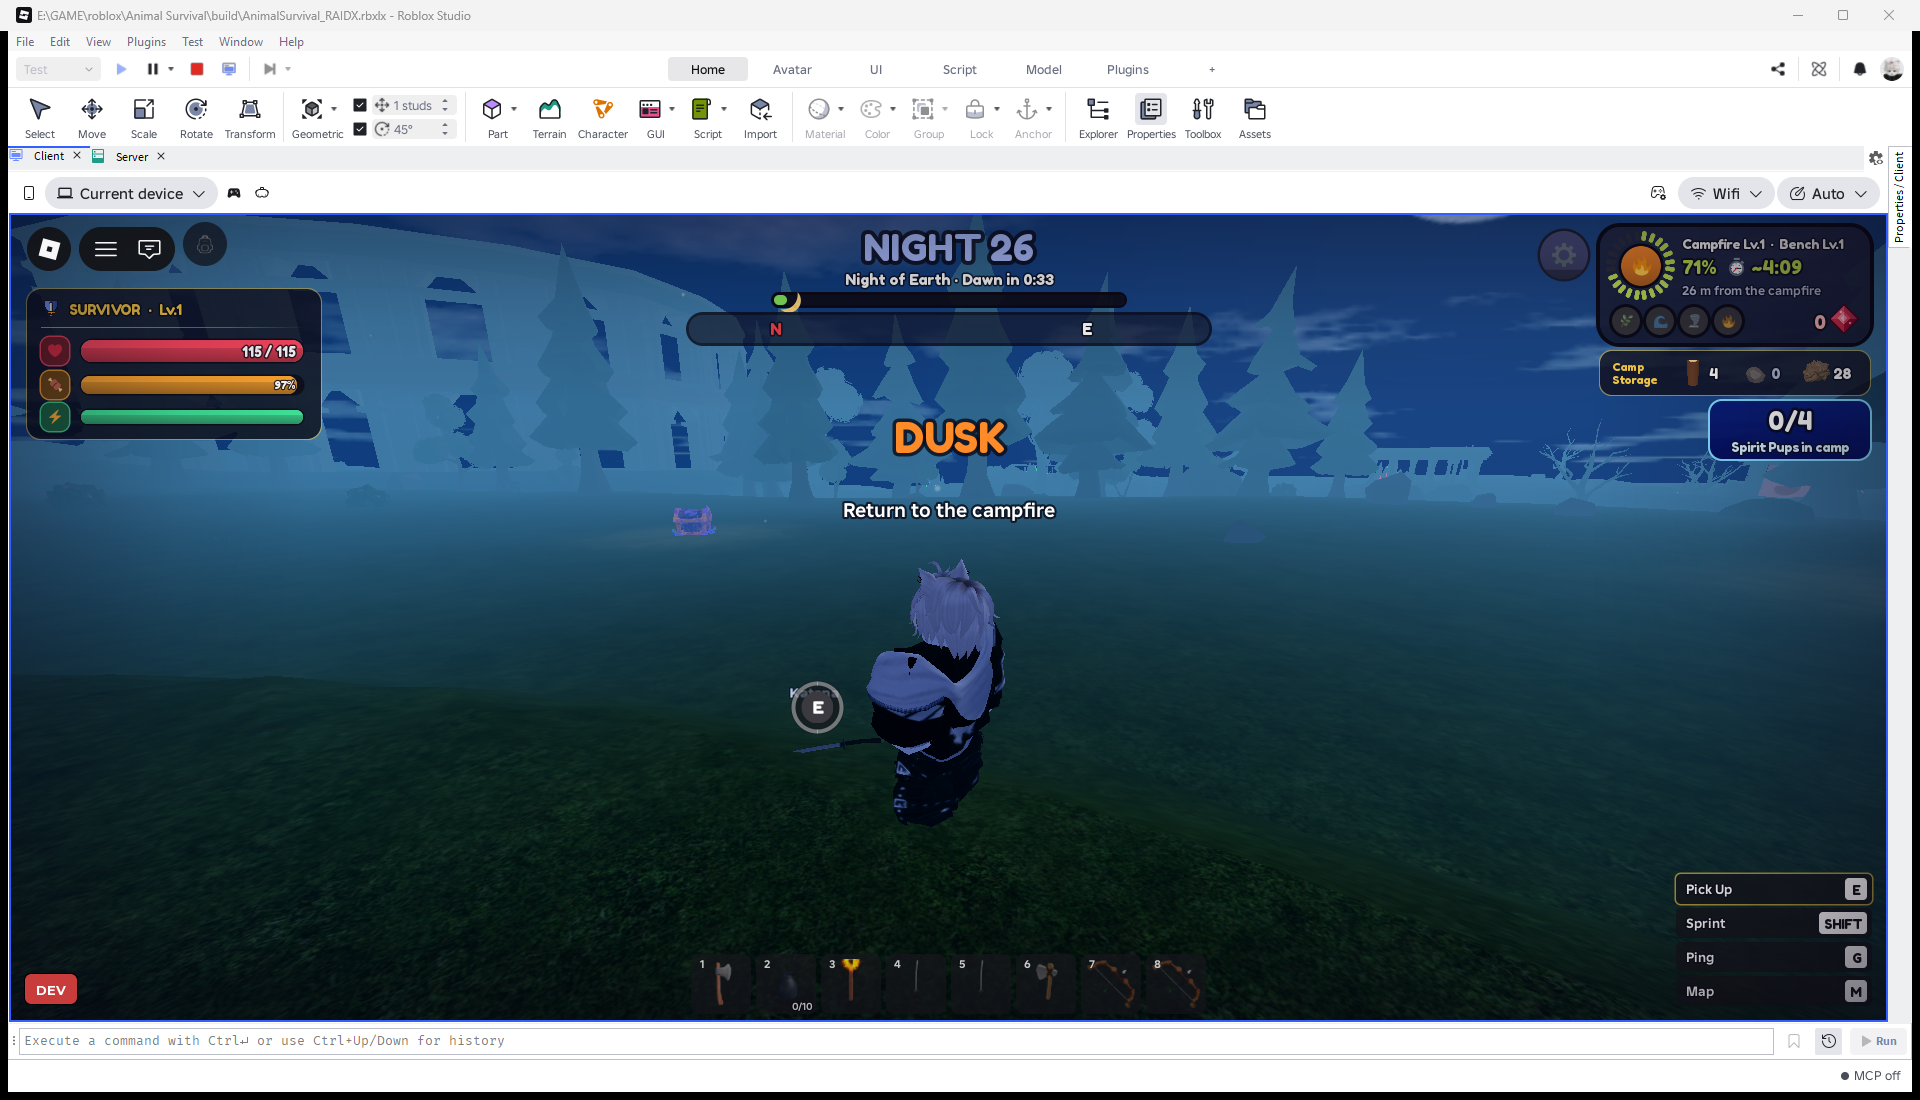 E:\GAME\roblox\Animal Survival\build\AnimalSurvival_RAIDX.rbxlx - Roblox Studio
File Edit View Plugins Test Window Help
Test
Home Avatar UI Script Model Plugins +
1 studs
45°
Select Move Scale Rotate Transform Geometric Part Terrain Character GUI Script Import Material Color Group Lock Anchor Explorer Properties Toolbox Assets
Client Server
Properties / Client
Current device
Wifi Auto
NIGHT 26
Night of Earth · Dawn in 0:33
N E
SURVIVOR · Lv.1
115 / 115
97%
Campfire Lv.1 · Bench Lv.1
71% ~4:09
26 m from the campfire
0
Camp Storage 4 0 28
0/4
Spirit Pups in camp
DUSK
Return to the campfire
Katana
E
Pick Up E
Sprint SHIFT
Ping G
Map M
DEV
1 2 3 4 5 6 7 8
0/10
Execute a command with Ctrl↵ or use Ctrl+Up/Down for history
Run
MCP off